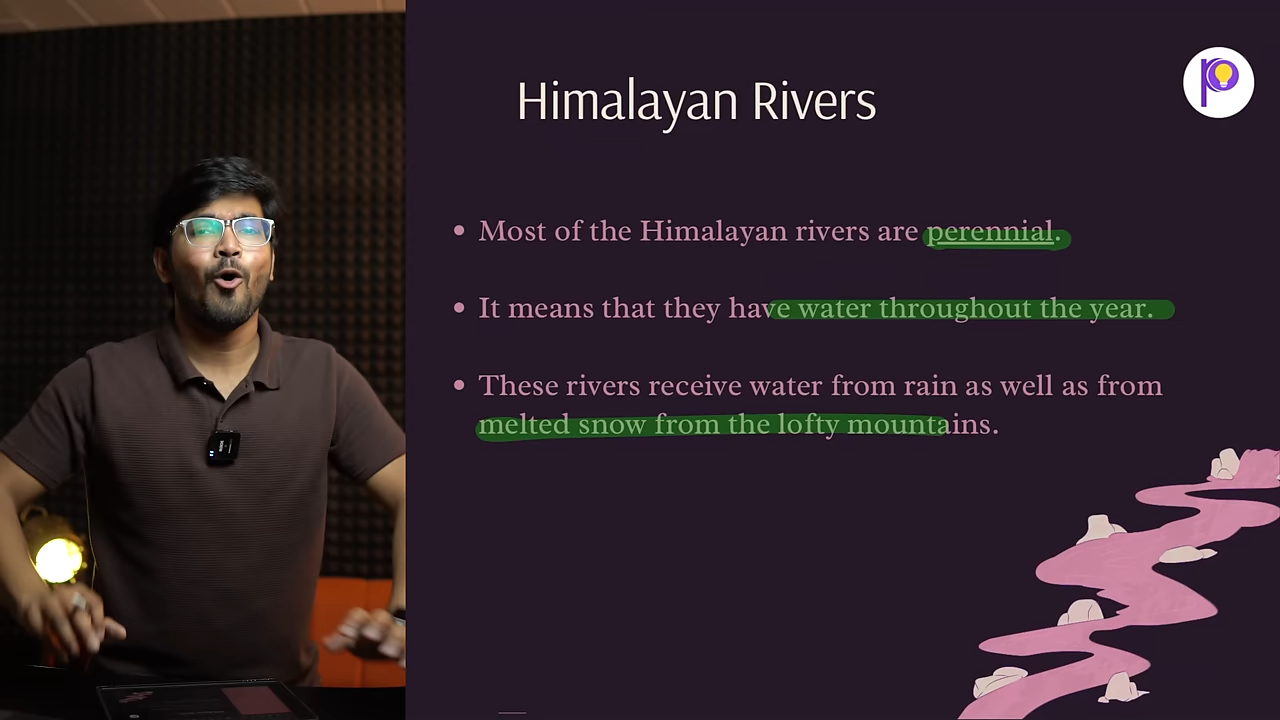 Himalayan Rivers
• Most of the Himalayan rivers are perennial.
• It means that they have water throughout the year.
• These rivers receive water from rain as well as from
melted snow from the lofty mountains.